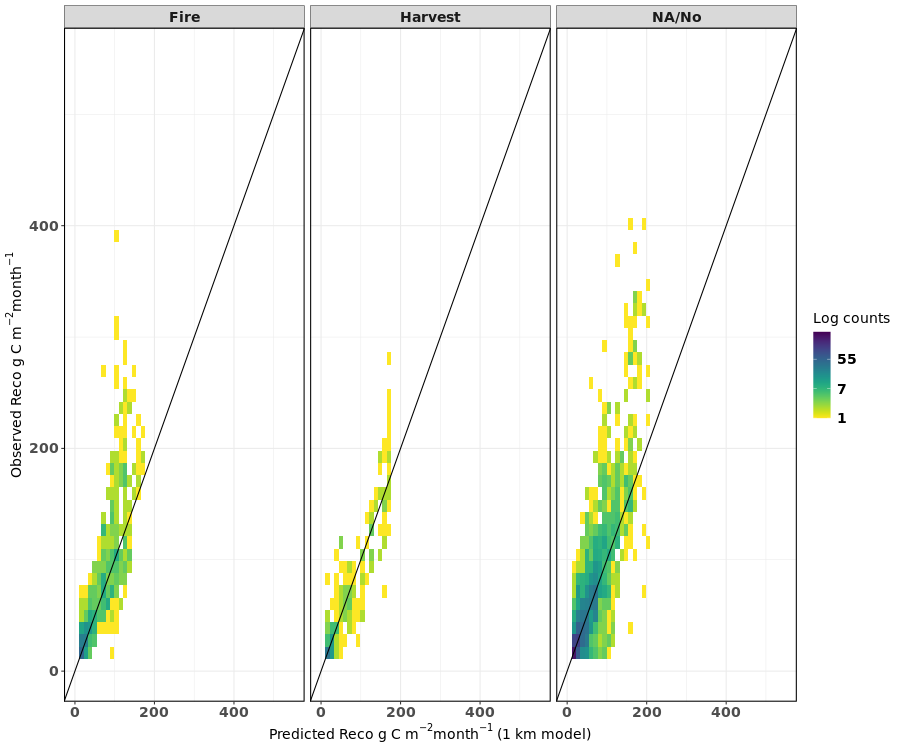 Fire Harvest NA/No
Observed Reco g C m⁻²month⁻¹
400
200
0
0 200 400 0 200 400 0 200 400
Predicted Reco g C m⁻²month⁻¹ (1 km model)
Log counts
55
7
1